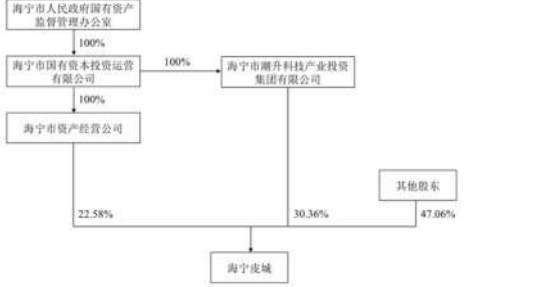 海宁市人民政府国有资产
监督管理办公室
100%
海宁市国有资本投资运营
有限公司
100%
海宁市潮升科技产业投资
集团有限公司
100%
海宁市资产经营公司
其他股东
22.58%
30.36%
47.06%
海宁皮城